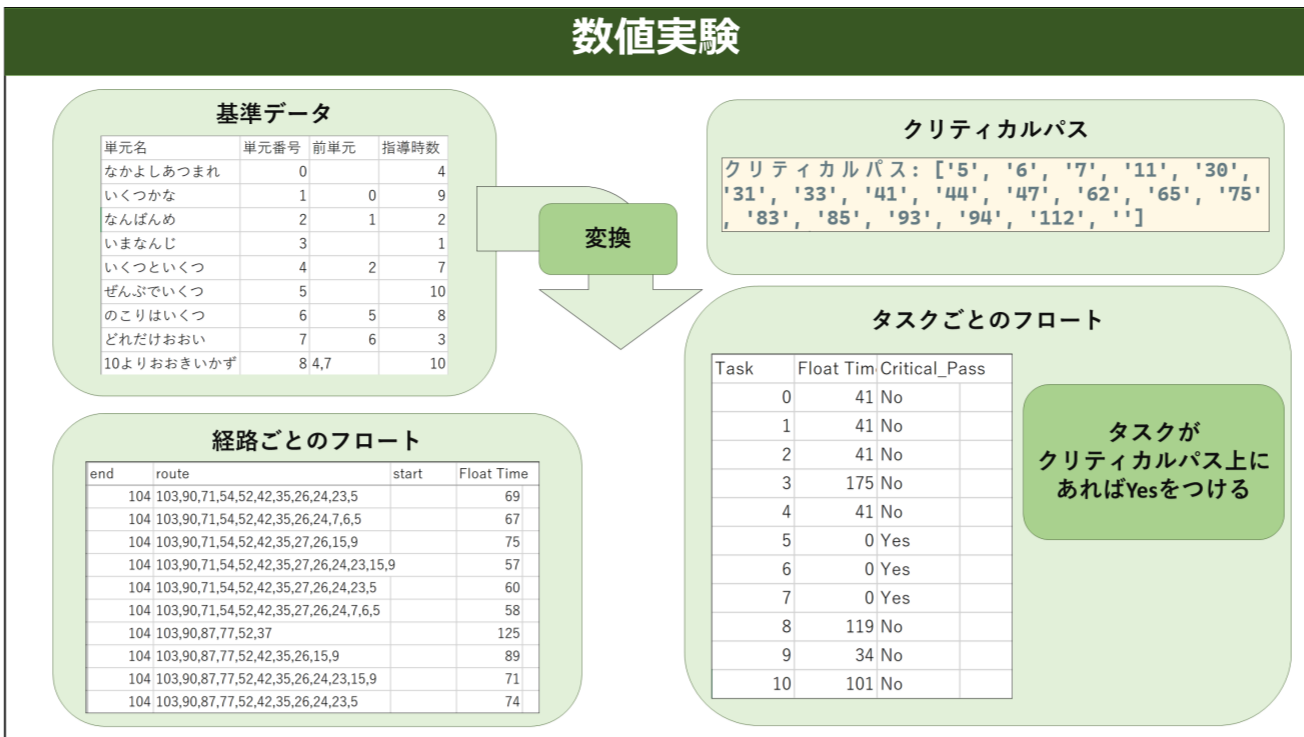 数値実験
基準データ
単元名 単元番号 前単元 指導時数
なかよしあつまれ 0 4
いくつかな 1 0 9
なんばんめ 2 1 2
いまなんじ 3 1
いくつといくつ 4 2 7
ぜんぶでいくつ 5 10
のこりはいくつ 6 5 8
どれだけおおい 7 6 3
10よりおおきいかず 8 4,7 10
変換
クリティカルパス
クリティカルパス: ['5', '6', '7', '11', '30',
'31', '33', '41', '44', '47', '62', '65', '75'
, '83', '85', '93', '94', '112', '']
経路ごとのフロート
end route start Float Time
104 103,90,71,54,52,42,35,26,24,23,5 69
104 103,90,71,54,52,42,35,26,24,7,6,5 67
104 103,90,71,54,52,42,35,27,26,15,9 75
104 103,90,71,54,52,42,35,27,26,24,23,15,9 57
104 103,90,71,54,52,42,35,27,26,24,23,5 60
104 103,90,71,54,52,42,35,27,26,24,7,6,5 58
104 103,90,87,77,52,37 125
104 103,90,87,77,52,42,35,26,15,9 89
104 103,90,87,77,52,42,35,26,24,23,15,9 71
104 103,90,87,77,52,42,35,26,24,23,5 74
タスクごとのフロート
Task Float Tim Critical_Pass
0 41 No
1 41 No
2 41 No
3 175 No
4 41 No
5 0 Yes
6 0 Yes
7 0 Yes
8 119 No
9 34 No
10 101 No
タスクが
クリティカルパス上に
あればYesをつける